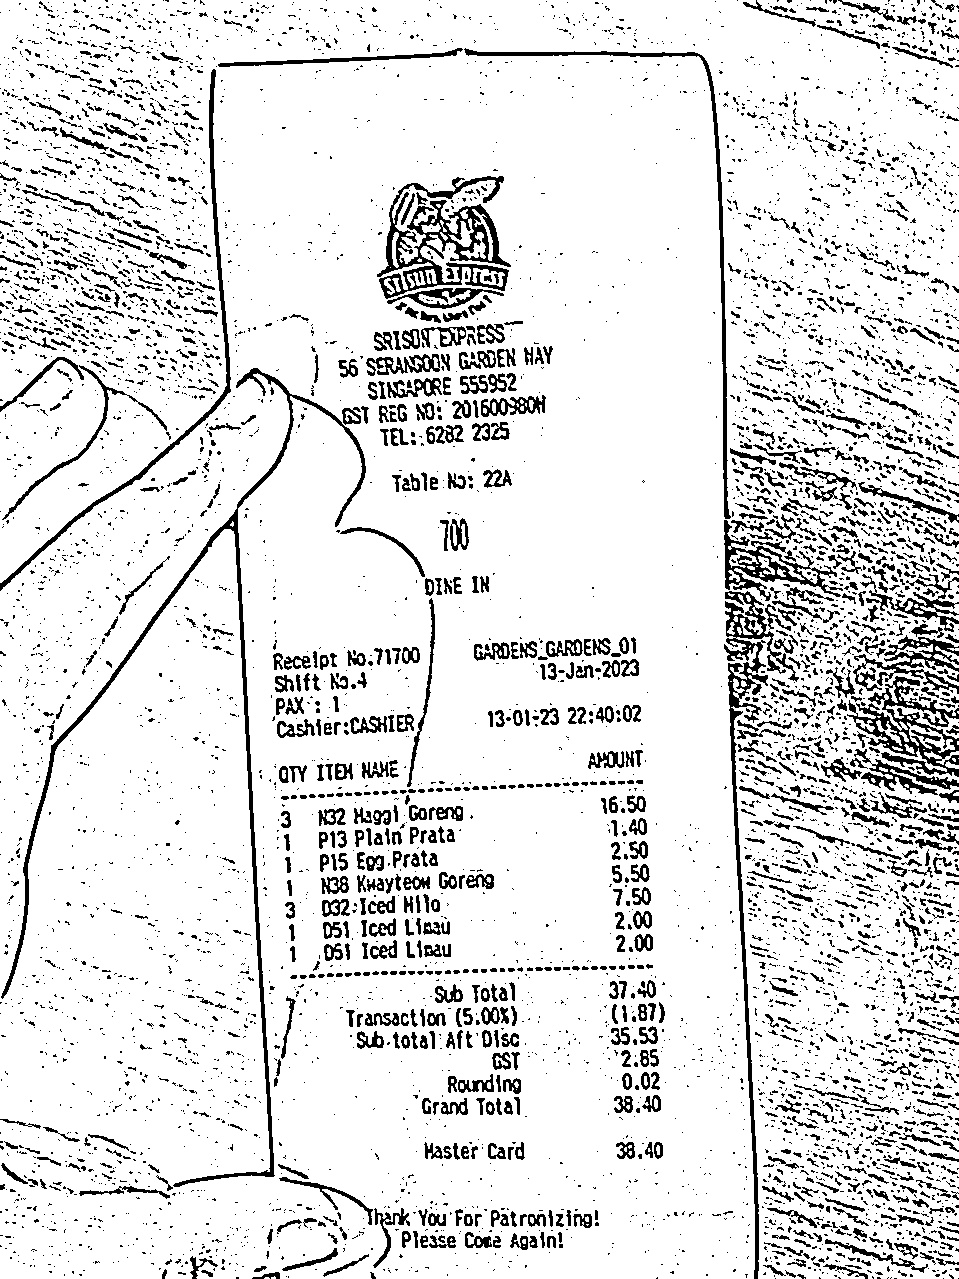 Srisun Express
SRISUN EXPRESS
56 SERANGOON GARDEN WAY
SINGAPORE 555952
GST REG NO: 201600980W
TEL: 6282 2325
Table No: 22A
700
DINE IN
Receipt No.71700 GARDENS_GARDENS_01
Shift No.4 13-Jan-2023
PAX : 1
Cashier:CASHIER 13-01-23 22:40:02
QTY ITEM NAME AMOUNT
3 N32 Maggi Goreng 16.50
1 P13 Plain Prata 1.40
1 P15 Egg Prata 2.50
1 N38 Kwayteow Goreng 5.50
3 D32 Iced Milo 7.50
1 D51 Iced Limau 2.00
1 D51 Iced Limau 2.00
Sub Total 37.40
Transaction (5.00%) (1.87)
Sub-total Aft Disc 35.53
GST 2.85
Rounding 0.02
Grand Total 38.40
Master Card 38.40
Thank You For Patronizing!
Please Come Again!